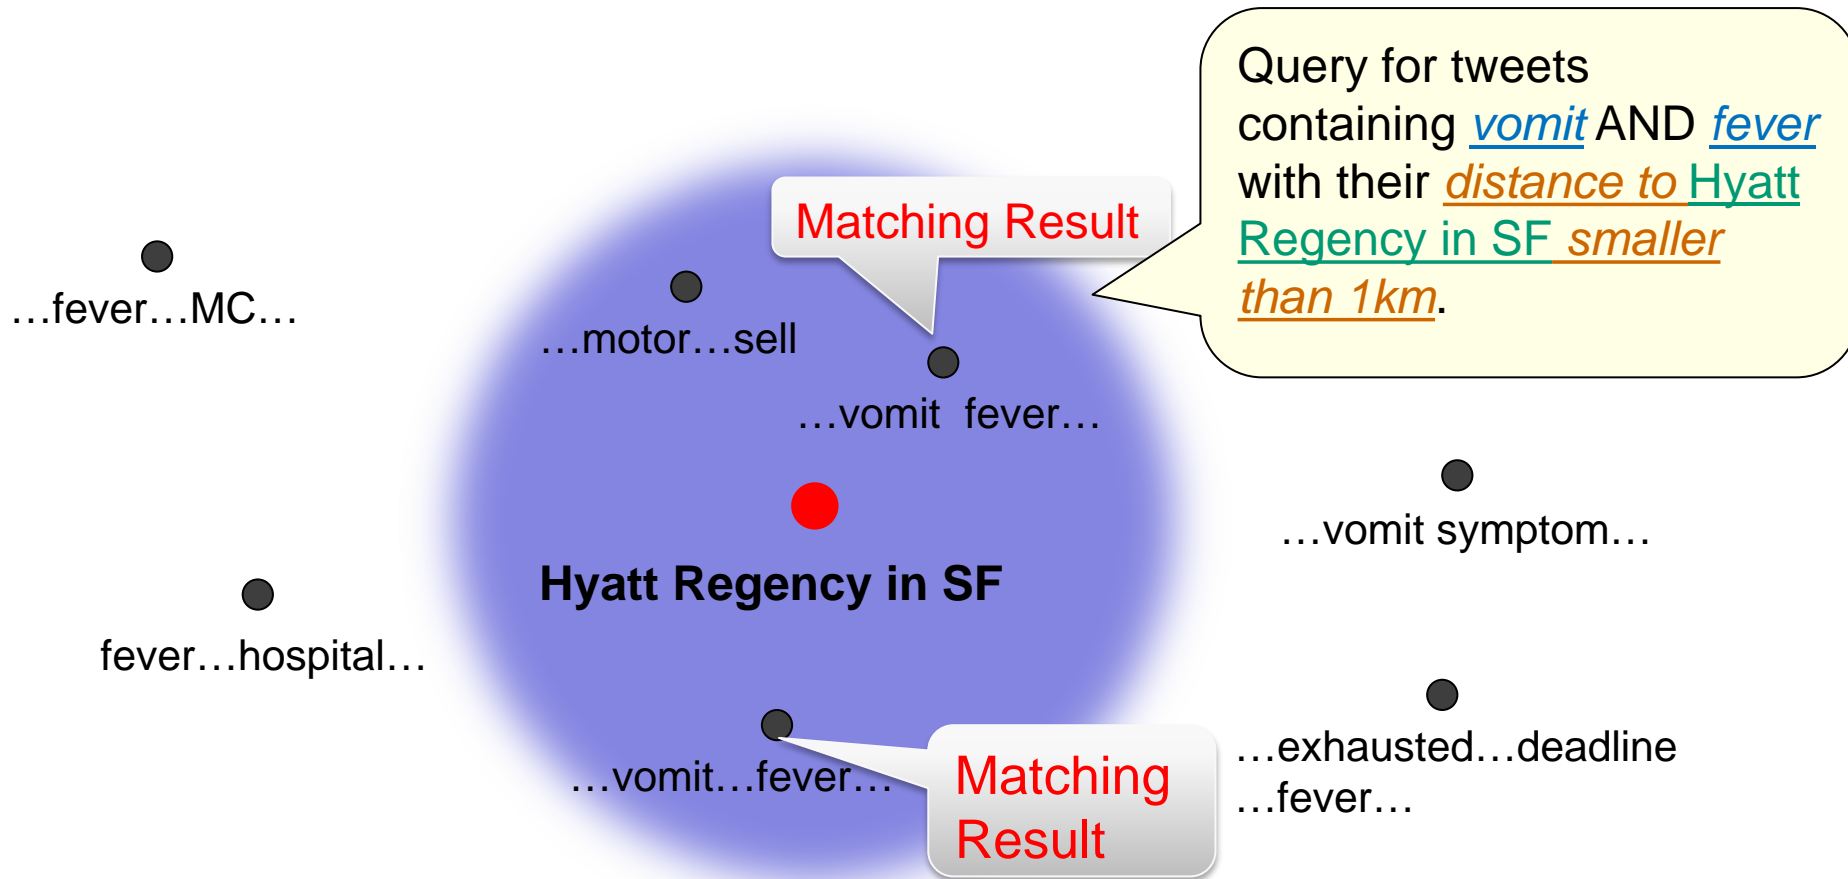 Query for tweets
containing vomit AND fever
with their distance to Hyatt
Regency in SF smaller
than 1km.
Matching Result
…fever…MC…
…motor…sell
…vomit  fever…
…vomit symptom…
Hyatt Regency in SF
fever…hospital…
…vomit…fever…
Matching
Result
…exhausted…deadline
…fever…